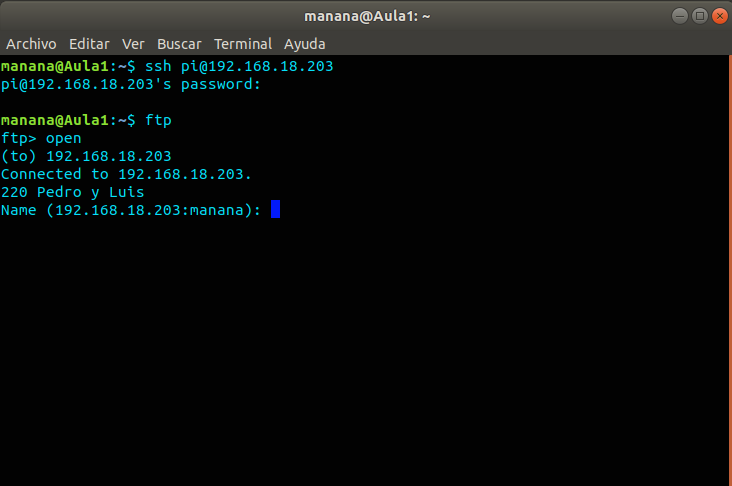 manana@Aula1: ~
Archivo Editar Ver Buscar Terminal Ayuda
manana@Aula1:~$ ssh pi@192.168.18.203
pi@192.168.18.203's password:
manana@Aula1:~$ ftp
ftp> open
(to) 192.168.18.203
Connected to 192.168.18.203.
220 Pedro y Luis
Name (192.168.18.203:manana):